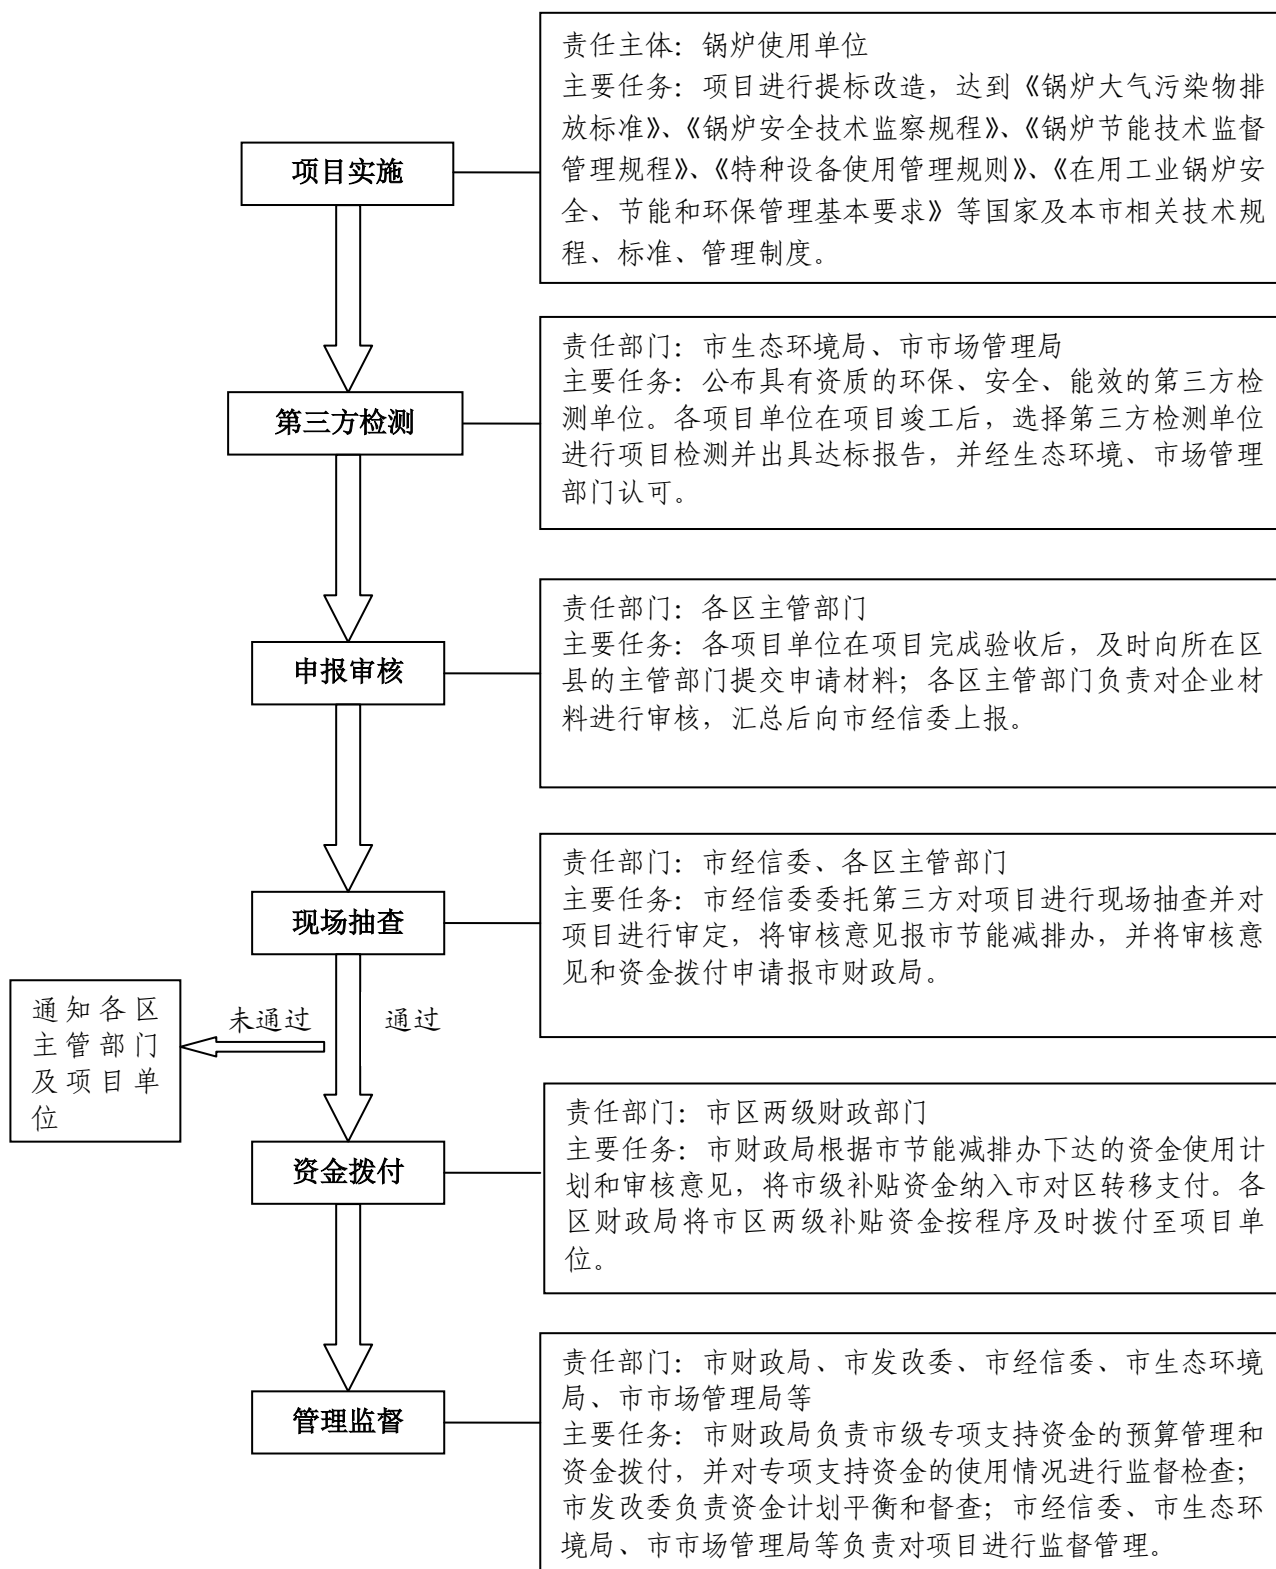 责任主体：锅炉使用单位
主要任务：项目进行提标改造，达到《锅炉大气污染物排
放标准》、《锅炉安全技术监察规程》、《锅炉节能技术监督
管理规程》、《特种设备使用管理规则》、《在用工业锅炉安
全、节能和环保管理基本要求》等国家及本市相关技术规
程、标准、管理制度。
项目实施
责任部门：市生态环境局、市市场管理局
主要任务：公布具有资质的环保、安全、能效的第三方检
测单位。各项目单位在项目竣工后，选择第三方检测单位
进行项目检测并出具达标报告，并经生态环境、市场管理
部门认可。
第三方检测
责任部门：各区主管部门
主要任务：各项目单位在项目完成验收后，及时向所在区
县的主管部门提交申请材料；各区主管部门负责对企业材
料进行审核，汇总后向市经信委上报。
申报审核
责任部门：市经信委、各区主管部门
主要任务：市经信委委托第三方对项目进行现场抽查并对
项目进行审定，将审核意见报市节能减排办，并将审核意
见和资金拨付申请报市财政局。
现场抽查
通知各区
主管部门
及项目单
位
未通过
通过
责任部门：市区两级财政部门
主要任务：市财政局根据市节能减排办下达的资金使用计
划和审核意见，将市级补贴资金纳入市对区转移支付。各
区财政局将市区两级补贴资金按程序及时拨付至项目单
位。
资金拨付
责任部门：市财政局、市发改委、市经信委、市生态环境
局、市市场管理局等
主要任务：市财政局负责市级专项支持资金的预算管理和
资金拨付，并对专项支持资金的使用情况进行监督检查；
市发改委负责资金计划平衡和督查；市经信委、市生态环
境局、市市场管理局等负责对项目进行监督管理。
管理监督